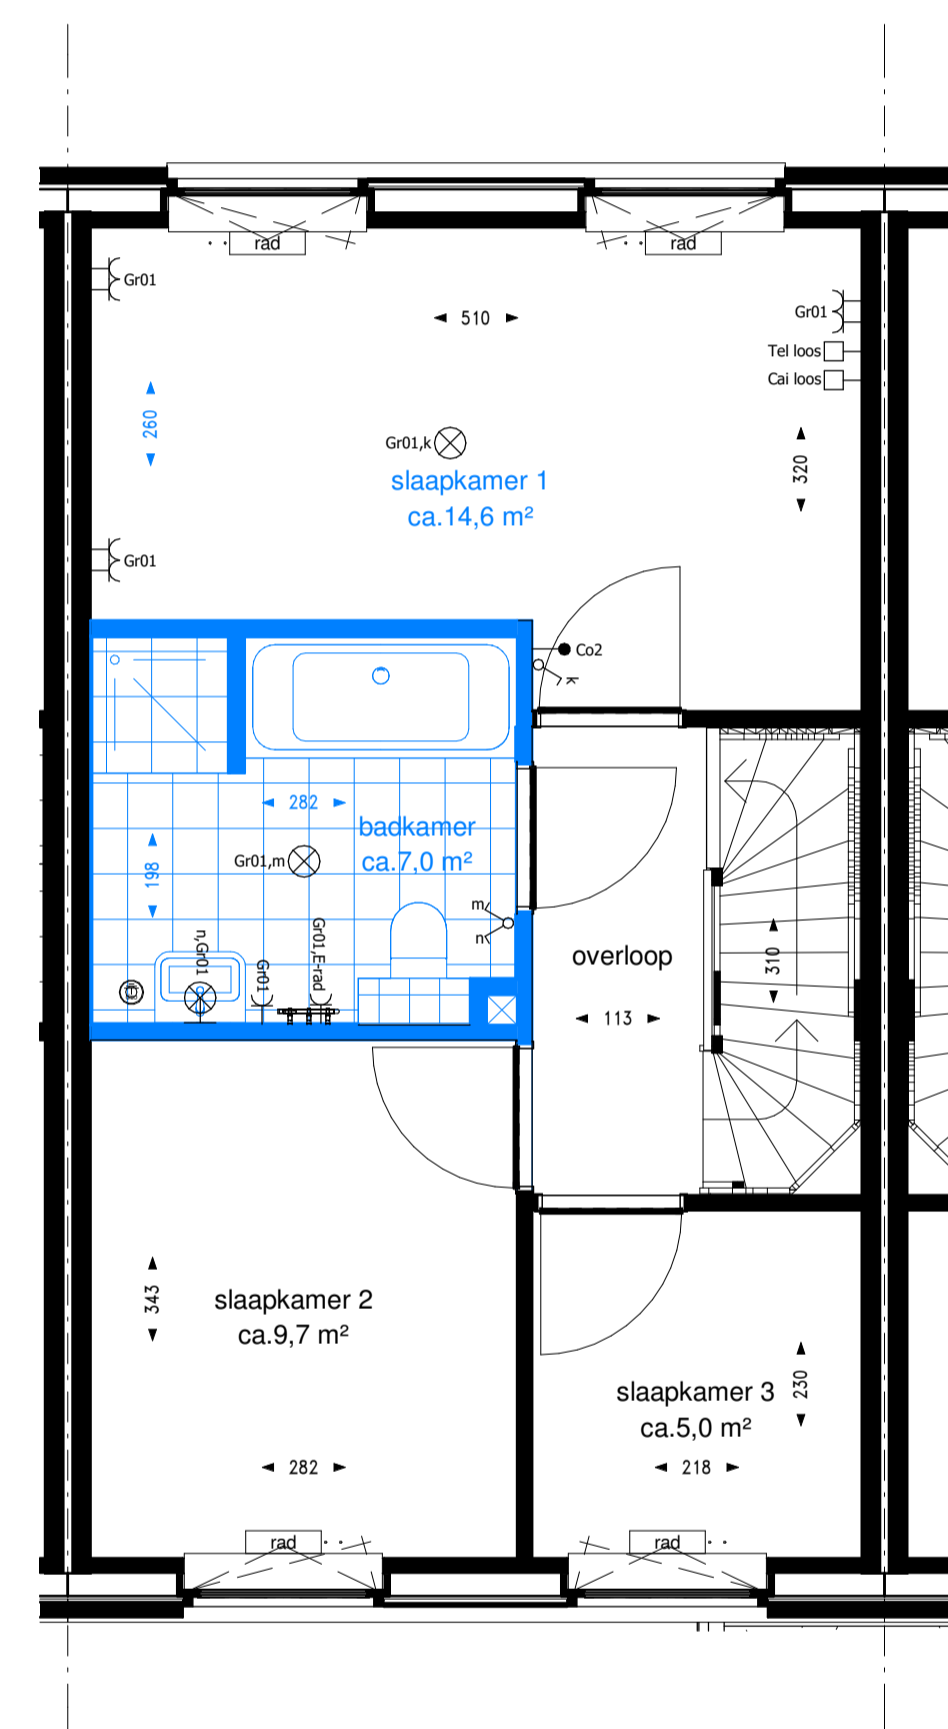 rad
rad
Gr01
510
Gr01
Tel loos
Cai loos
260
Gr01,k
320
slaapkamer 1
ca.14,6 m²
Gr01
Co2
k
282
badkamer
ca.7,0 m²
198
Gr01,m
m
n
n,Gr01
Gr01
Gr01,E-rad
overloop
310
113
343
slaapkamer 2
ca.9,7 m²
slaapkamer 3
ca.5,0 m²
230
282
218
rad
rad